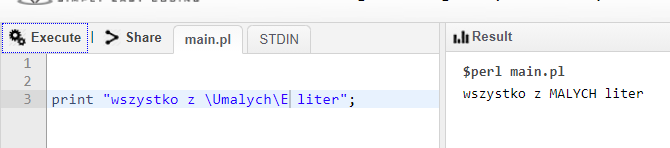 Execute | Share main.pl STDIN
Result
1
2
3 print "wszystko z \Umalych\E liter";
$perl main.pl
wszystko z MALYCH liter